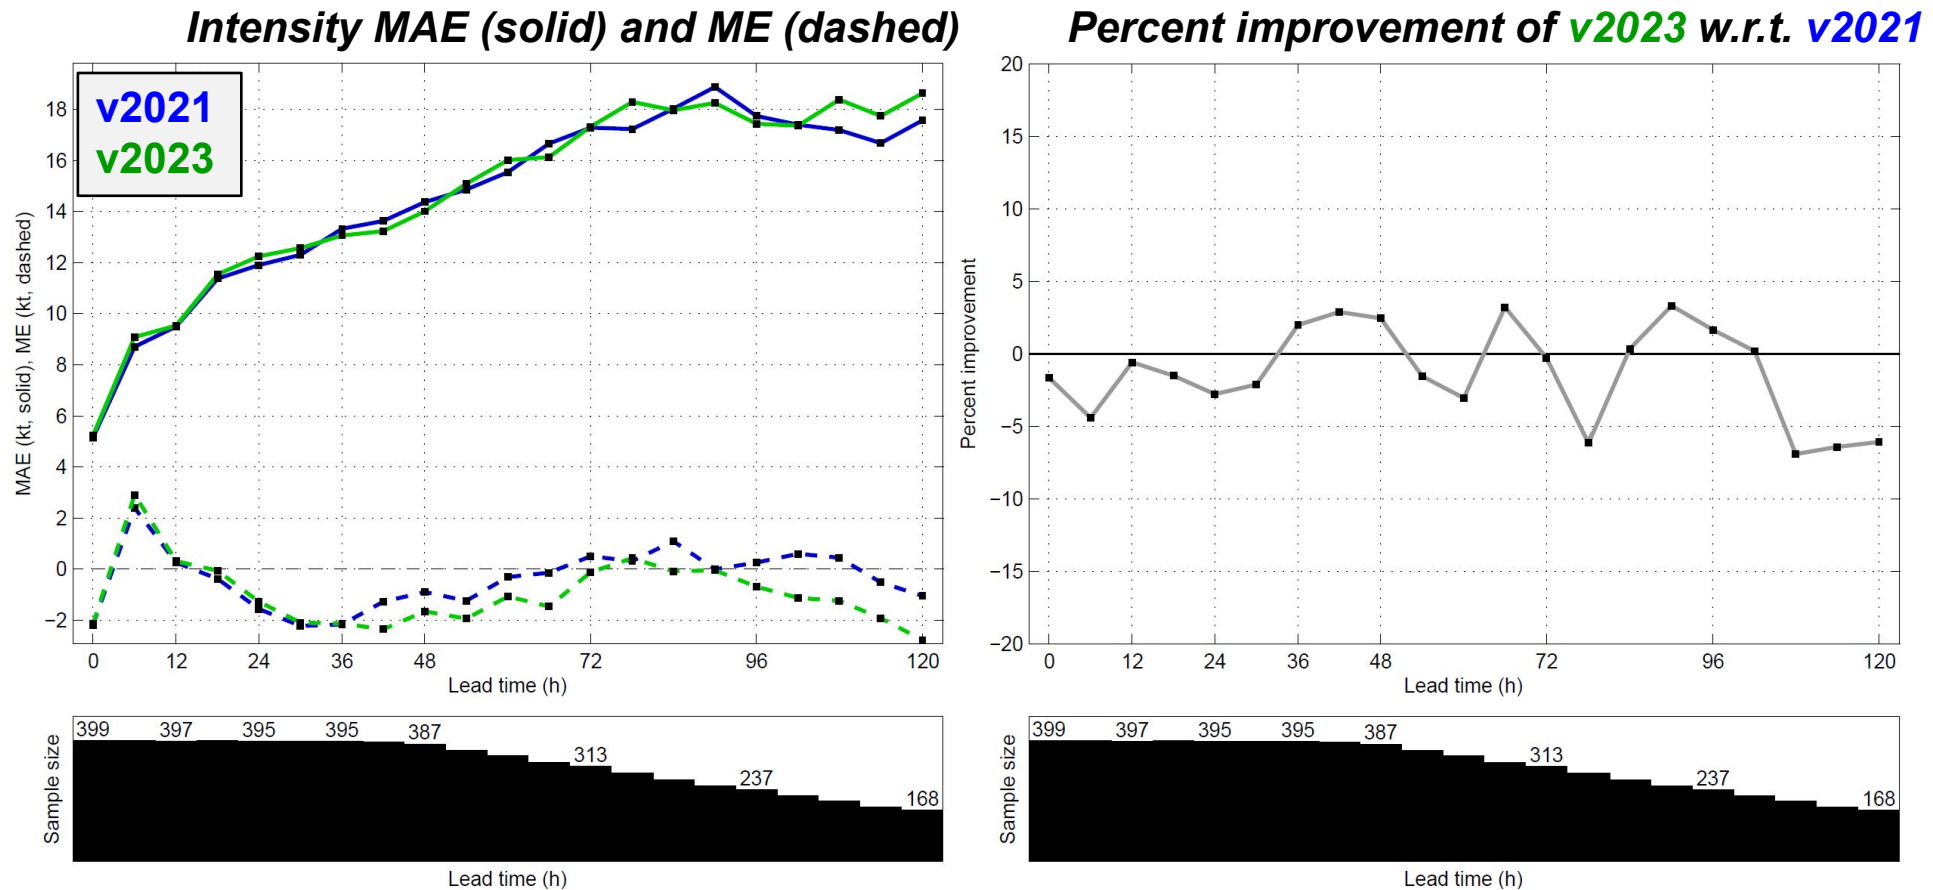 Intensity MAE (solid) and ME (dashed)
v2021
v2023
18
16
14
12
10
8
6
4
2
0
−2
MAE (kt, solid), ME (kt, dashed)
0 12 24 36 48 72 96 120
Lead time (h)
399 397 395 395 387 313 237 168
Sample size
Lead time (h)
Percent improvement of v2023 w.r.t. v2021
20
15
10
5
0
−5
−10
−15
−20
Percent improvement
0 12 24 36 48 72 96 120
Lead time (h)
399 397 395 395 387 313 237 168
Sample size
Lead time (h)